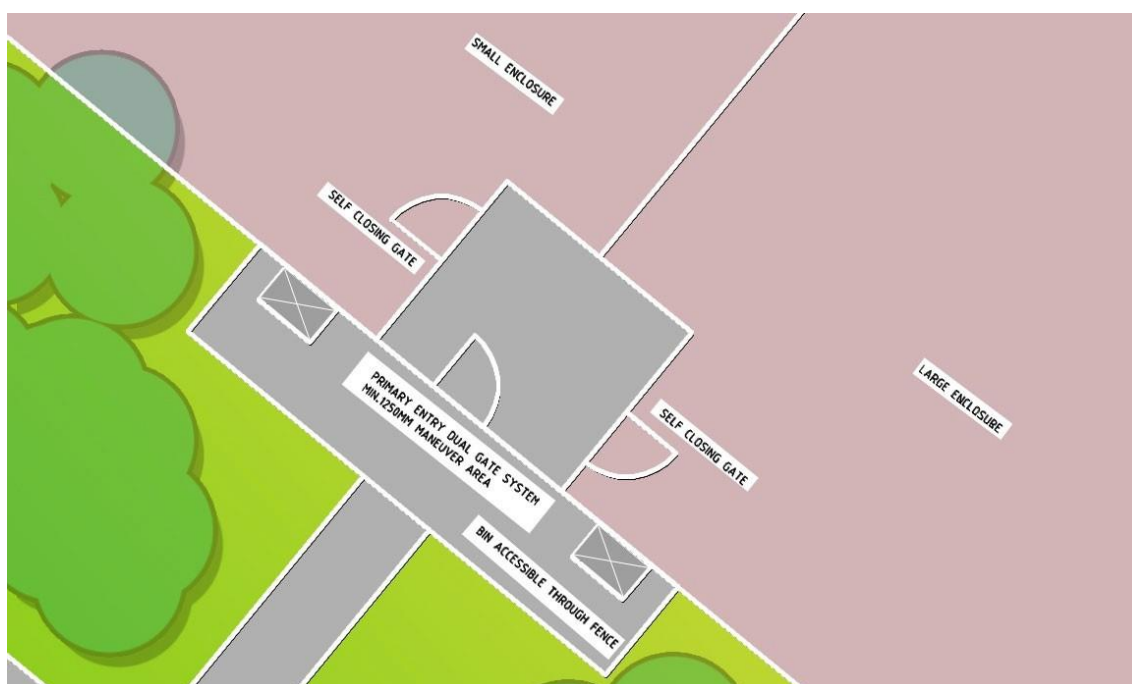 SMALL ENCLOSURE
SELF CLOSING GATE
PRIMARY ENTRY DUAL GATE SYSTEM
MIN.1250MM MANEUVER AREA
LARGE ENCLOSURE
SELF CLOSING GATE
BIN ACCESSIBLE THROUGH FENCE